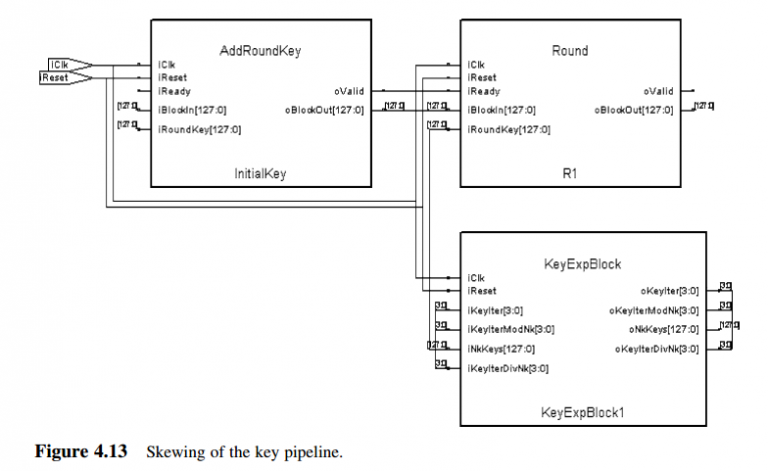 AddRoundKey
iClk
iReset
iClk
iReset
iReady
oValid
[127:0]
iBlockIn[127:0]
oBlockOut[127:0]
[127:0]
[127:0]
iRoundKey[127:0]
InitialKey
Round
iClk
iReset
iReady
oValid
[127:0]
iBlockIn[127:0]
oBlockOut[127:0]
[127:0]
[127:0]
iRoundKey[127:0]
R1
KeyExpBlock
iClk
iReset
oKeyIter[3:0]
[3:0]
[3:0]
iKeyIter[3:0]
oKeyIterModNk[3:0]
[3:0]
[3:0]
iKeyIterModNk[3:0]
oNkKeys[127:0]
[127:0]
[127:0]
iNkKeys[127:0]
oKeyIterDivNk[3:0]
[3:0]
[3:0]
iKeyIterDivNk[3:0]
KeyExpBlock1
Figure 4.13 Skewing of the key pipeline.